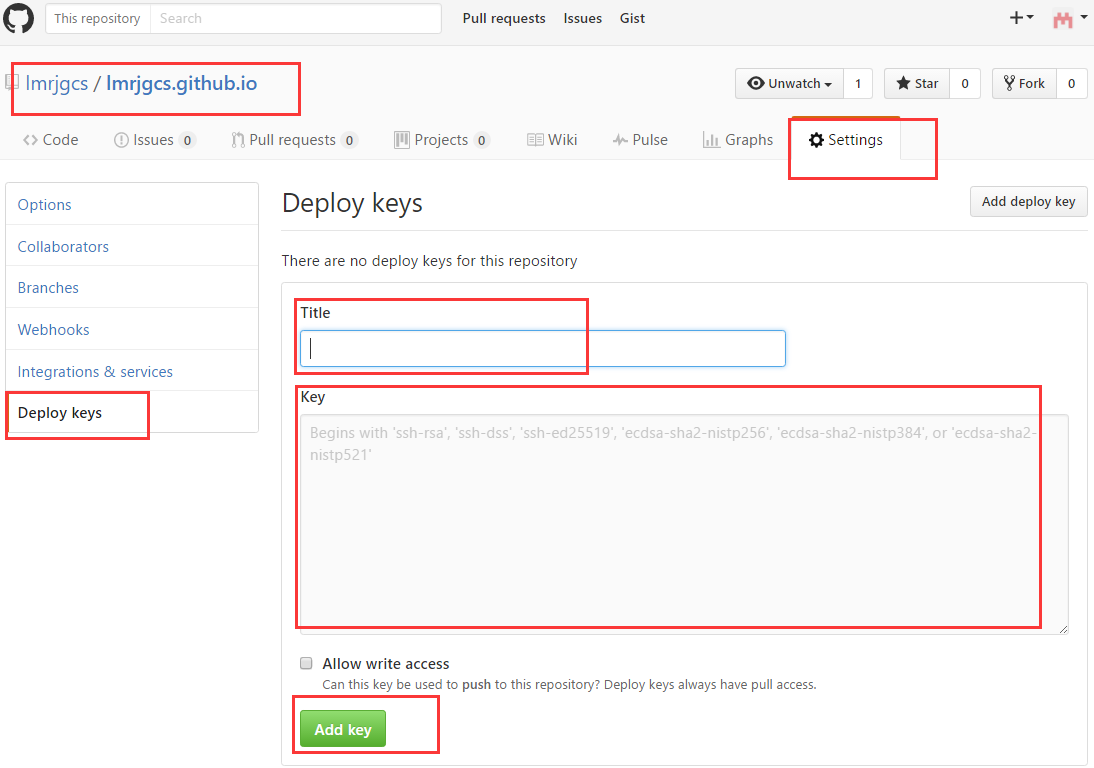 This repository Search Pull requests Issues Gist
lmrjgcs / lmrjgcs.github.io Unwatch 1 Star 0 Fork 0
Code Issues 0 Pull requests 0 Projects 0 Wiki Pulse Graphs Settings
Options
Collaborators
Branches
Webhooks
Integrations & services
Deploy keys
Deploy keys Add deploy key
There are no deploy keys for this repository
Title
Key
Begins with 'ssh-rsa', 'ssh-dss', 'ssh-ed25519', 'ecdsa-sha2-nistp256', 'ecdsa-sha2-nistp384', or 'ecdsa-sha2-
nistp521'
Allow write access
Can this key be used to push to this repository? Deploy keys always have pull access.
Add key